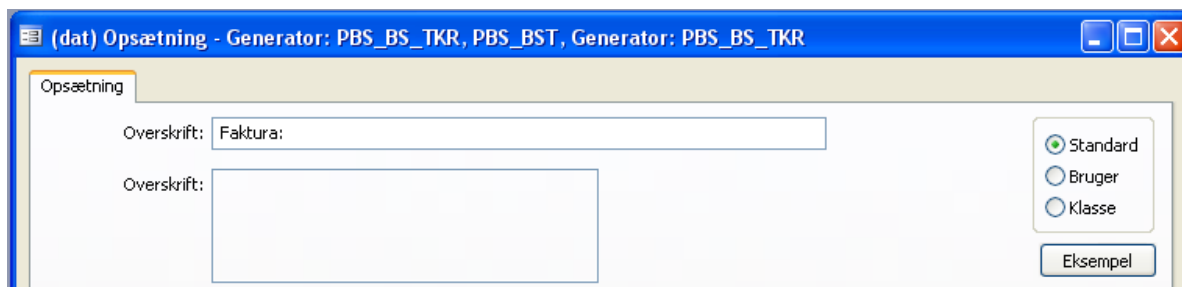 (dat) Opsætning - Generator: PBS_BS_TKR, PBS_BST, Generator: PBS_BS_TKR
Opsætning
Overskrift: Faktura:
Standard
Bruger
Klasse
Overskrift:
Eksempel